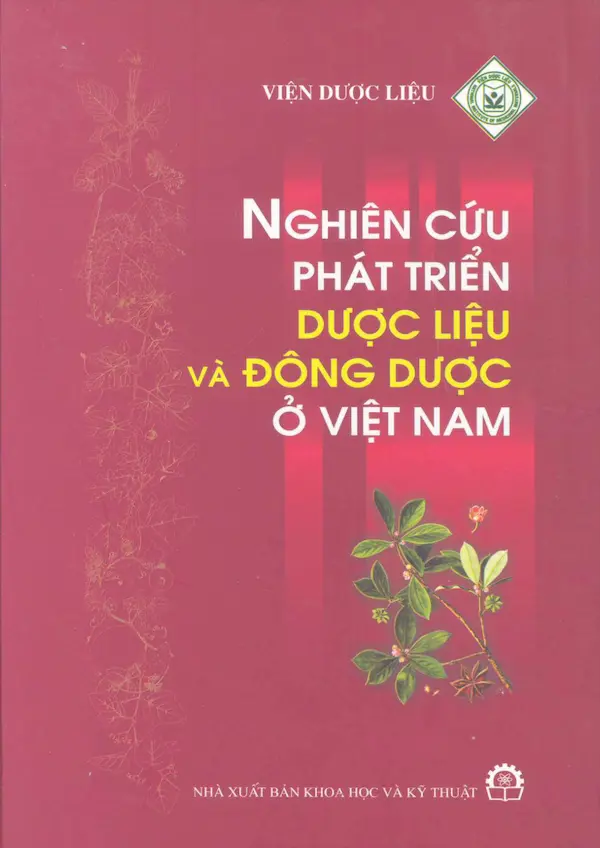 VIỆN DƯỢC LIỆU
NGHIÊN CỨU
PHÁT TRIỂN
DƯỢC LIỆU
VÀ ĐÔNG DƯỢC
Ở VIỆT NAM
NHÀ XUẤT BẢN KHOA HỌC VÀ KỸ THUẬT